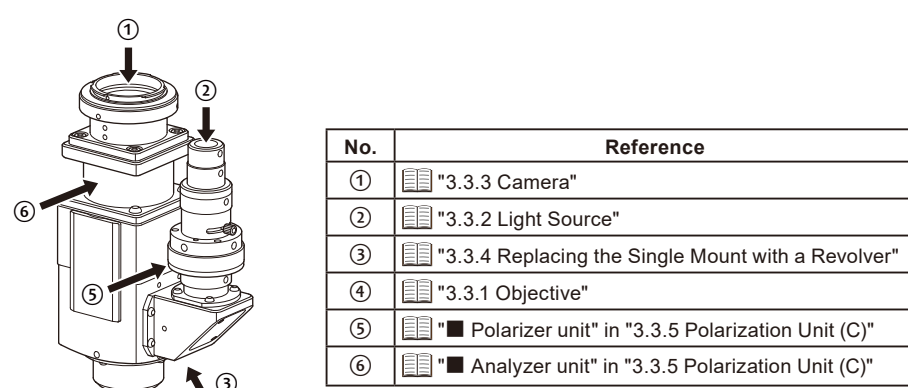 ①
②
⑥
⑤
③
No. Reference
① "3.3.3 Camera"
② "3.3.2 Light Source"
③ "3.3.4 Replacing the Single Mount with a Revolver"
④ "3.3.1 Objective"
⑤ "■ Polarizer unit" in "3.3.5 Polarization Unit (C)"
⑥ "■ Analyzer unit" in "3.3.5 Polarization Unit (C)"